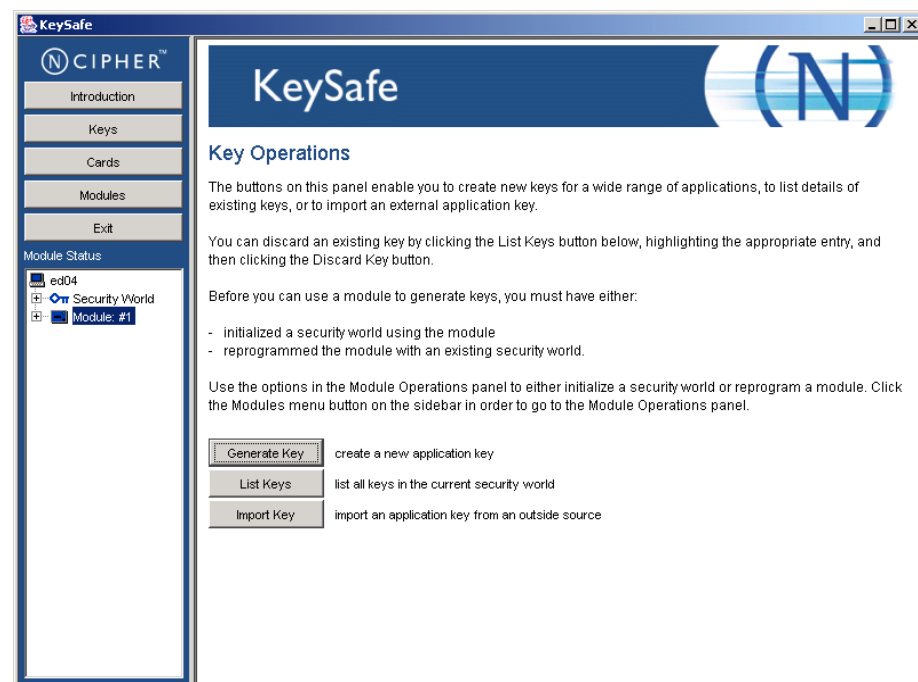 KeySafe
NCIPHER™
Introduction
Keys
Cards
Modules
Exit
Module Status
ed04
Security World
Module: #1
KeySafe
(N)
Key Operations
The buttons on this panel enable you to create new keys for a wide range of applications, to list details of
existing keys, or to import an external application key.
You can discard an existing key by clicking the List Keys button below, highlighting the appropriate entry, and
then clicking the Discard Key button.
Before you can use a module to generate keys, you must have either:
- initialized a security world using the module
- reprogrammed the module with an existing security world.
Use the options in the Module Operations panel to either initialize a security world or reprogram a module. Click
the Modules menu button on the sidebar in order to go to the Module Operations panel.
Generate Key create a new application key
List Keys list all keys in the current security world
Import Key import an application key from an outside source